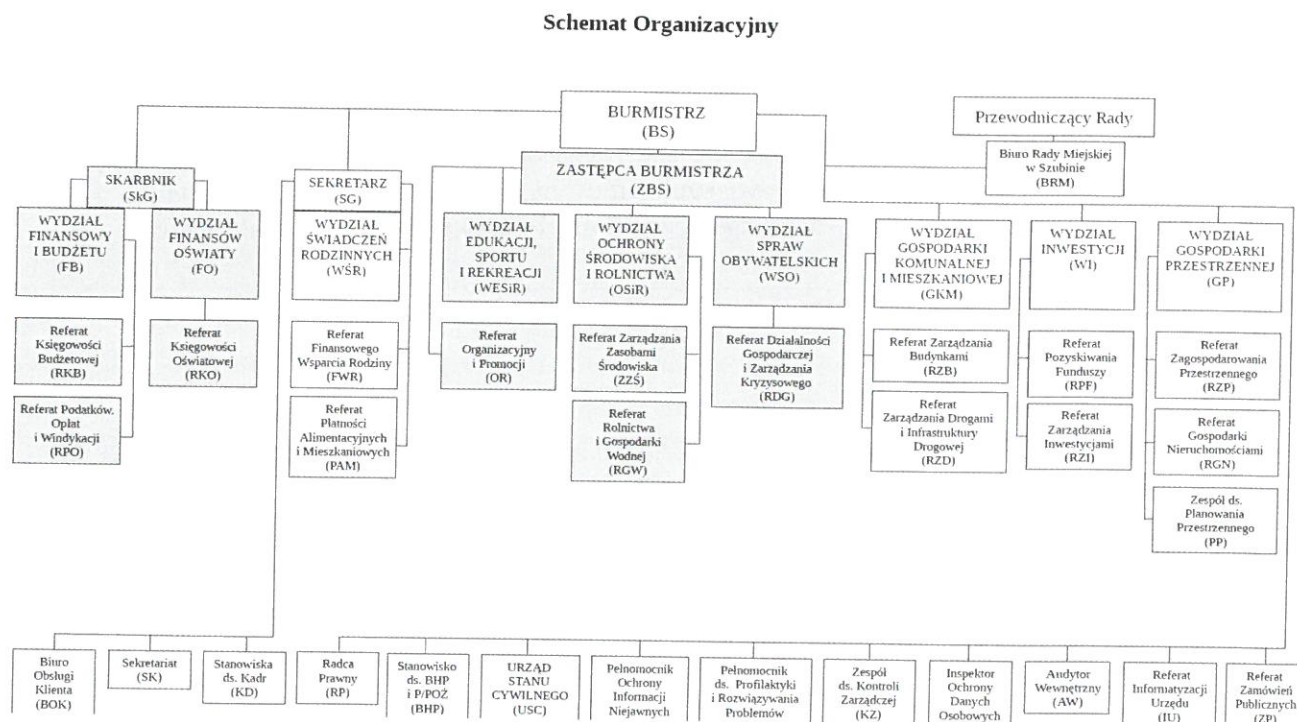 Schemat Organizacyjny
BURMISTRZ
(BS)
Przewodniczący Rady
Biuro Rady Miejskiej
w Szubinie
(BRM)
ZASTĘPCA BURMISTRZA
(ZBS)
SKARBNIK
(SkG)
SEKRETARZ
(SG)
WYDZIAŁ
FINANSOWY
I BUDŻETU
(FB)
WYDZIAŁ
FINANSÓW
OŚWIATY
(FO)
WYDZIAŁ
ŚWIADCZEŃ
RODZINNYCH
(WŚR)
WYDZIAŁ
EDUKACJI,
SPORTU
I REKREACJI
(WESiR)
WYDZIAŁ
OCHRONY
ŚRODOWISKA
I ROLNICTWA
(OSiR)
WYDZIAŁ
SPRAW
OBYWATELSKICH
(WSO)
WYDZIAŁ
GOSPODARKI
KOMUNALNEJ
I MIESZKANIOWEJ
(GKM)
WYDZIAŁ
INWESTYCJI
(WI)
WYDZIAŁ
GOSPODARKI
PRZESTRZENNEJ
(GP)
Referat
Księgowości
Budżetowej
(RKB)
Referat
Księgowości
Oświatowej
(RKO)
Referat
Finansowego
Wsparcia Rodziny
(FWR)
Referat
Organizacyjny
i Promocji
(OR)
Referat Zarządzania
Zasobami
Środowiska
(ZZŚ)
Referat Działalności
Gospodarczej
i Zarządzania
Kryzysowego
(RDG)
Referat Zarządzania
Budynkami
(RZB)
Referat
Pozyskiwania
Funduszy
(RPF)
Referat
Zagospodarowania
Przestrzennego
(RZP)
Referat Podatków,
Opłat
i Windykacji
(RPO)
Referat
Płatności
Alimentacyjnych
i Mieszkaniowych
(PAM)
Referat
Rolnictwa
i Gospodarki
Wodnej
(RGW)
Referat
Zarządzania Drogami
i Infrastruktury
Drogowej
(RZD)
Referat
Zarządzania
Inwestycjami
(RZI)
Referat
Gospodarki
Nieruchomościami
(RGN)
Zespół ds.
Planowania
Przestrzennego
(PP)
Biuro
Obsługi
Klienta
(BOK)
Sekretariat
(SK)
Stanowiska
ds. Kadr
(KD)
Radca
Prawny
(RP)
Stanowisko
ds. BHP
i P/POŻ
(BHP)
URZĄD
STANU
CYWILNEGO
(USC)
Pełnomocnik
Ochrony
Informacji
Niejawnych
Pełnomocnik
ds. Profilaktyki
i Rozwiązywania
Problemów
Zespół
ds. Kontroli
Zarządczej
(KZ)
Inspektor
Ochrony
Danych
Osobowych
Audytor
Wewnętrzny
(AW)
Referat
Informatyzacji
Urzędu
(IU)
Referat
Zamówień
Publicznych
(ZP)